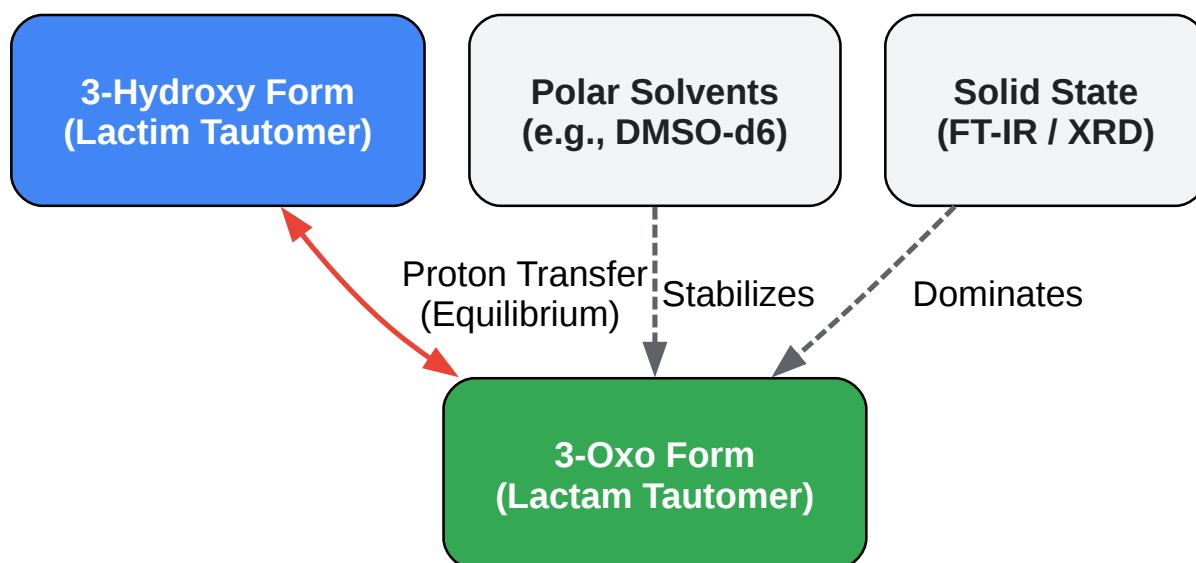 3-Hydroxy Form
(Lactim Tautomer)
Polar Solvents
(e.g., DMSO-d6)
Solid State
(FT-IR / XRD)
Proton Transfer
(Equilibrium)
Stabilizes
Dominates
3-Oxo Form
(Lactam Tautomer)